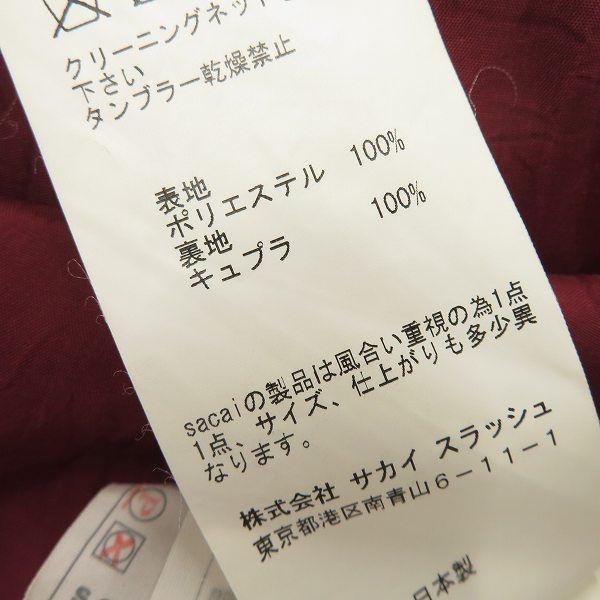 クリーニングネット
下さい
タンブラー乾燥禁止
表地
ポリエステル 100%
裏地
キュプラ 100%
sacaiの製品は風合い重視の為1点
1点、サイズ、仕上がりも多少異
なります。
株式会社 サカイ スラッシュ
東京都港区南青山6-11-1
日本製